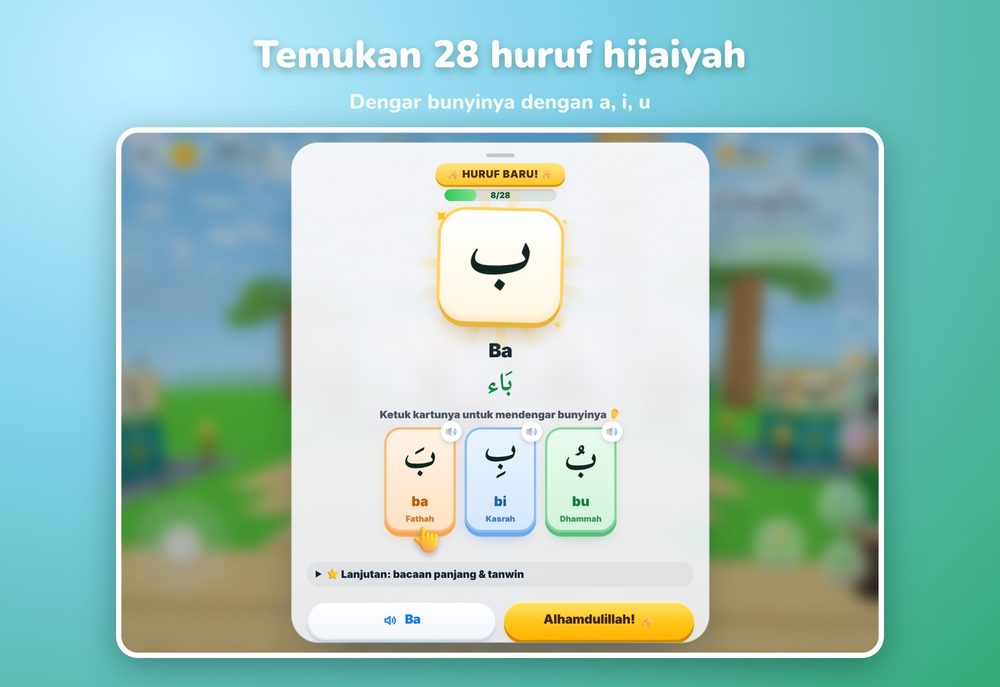 Temukan 28 huruf hijaiyah
Dengar bunyinya dengan a, i, u
HURUF BARU!
8/28
ب
Ba
بَاء
Ketuk kartunya untuk mendengar bunyinya
بَ بِ بُ
ba bi bu
Fathah Kasrah Dhammah
Lanjutan: bacaan panjang & tanwin
Ba Alhamdulillah!